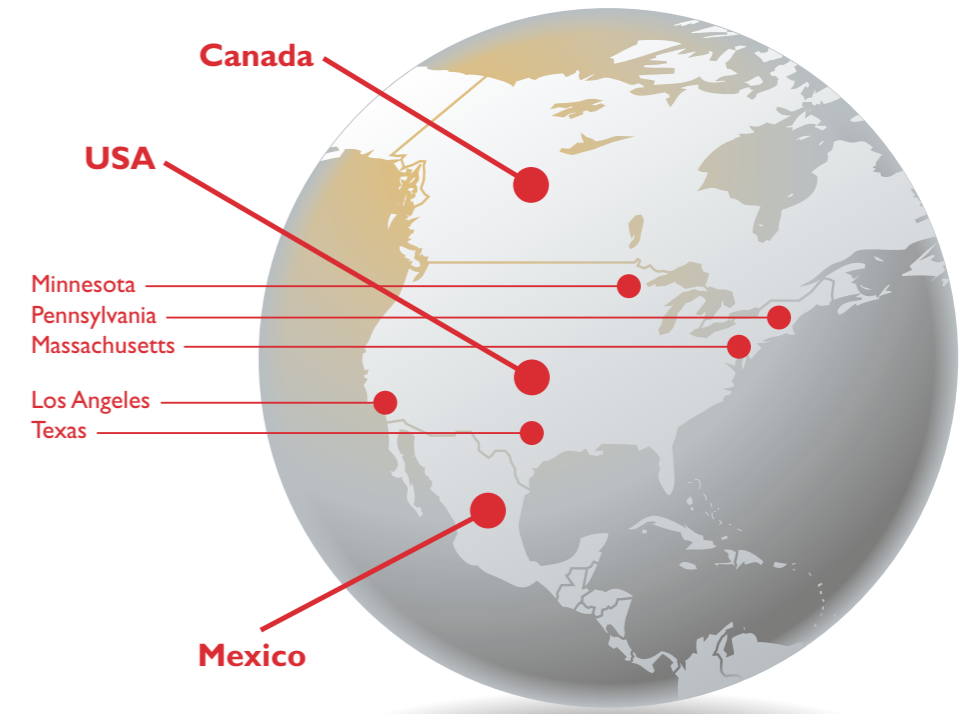 Canada
USA
Minnesota
Pennsylvania
Massachusetts
Los Angeles
Texas
Mexico